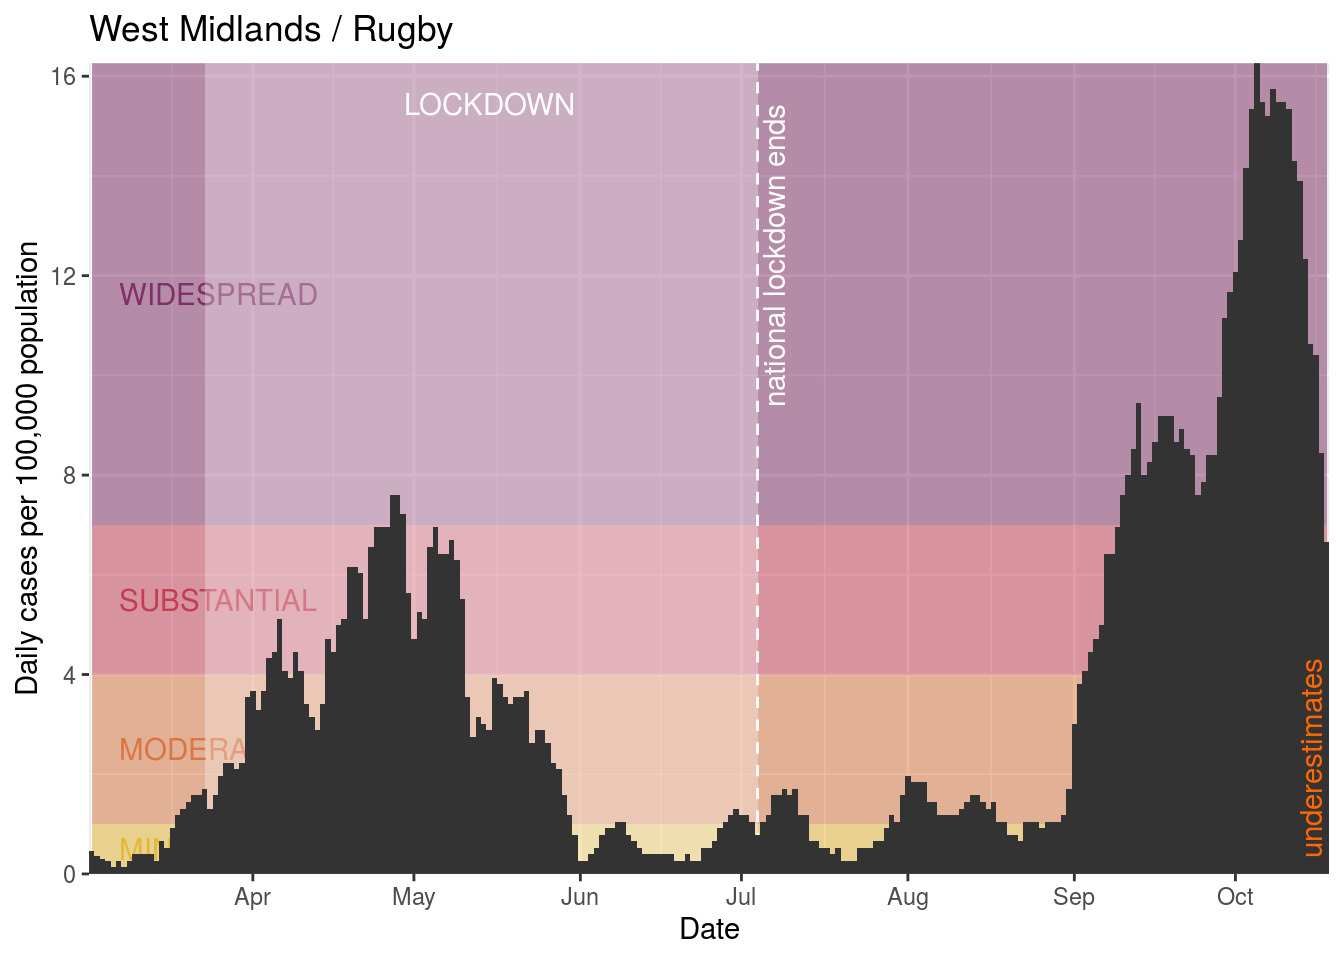 West Midlands / Rugby
Daily cases per 100,000 population
16
12
8
4
0
LOCKDOWN
national lockdown ends
WIDESPREAD
SUBSTANTIAL
MODERA
MI
underestimates
Apr May Jun Jul Aug Sep Oct
Date